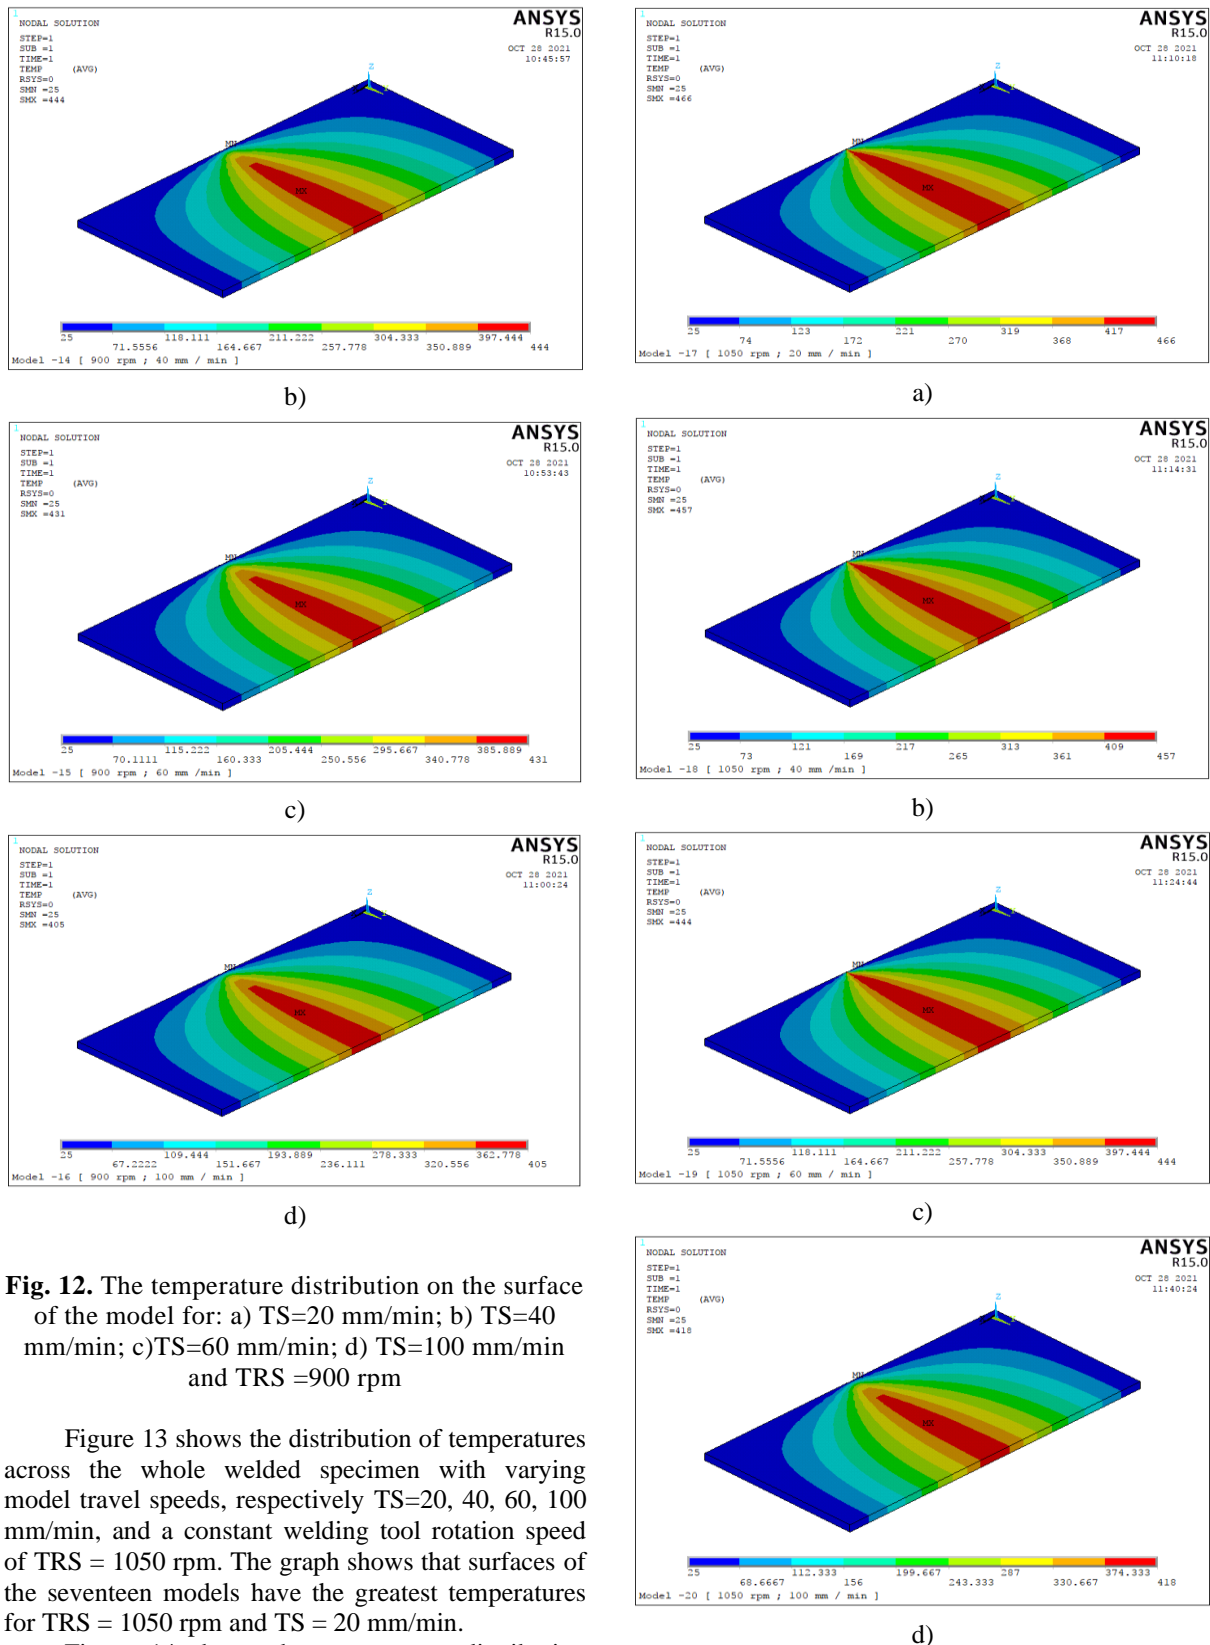 1
NODAL SOLUTION
STEP=1
SUB =1
TIME=1
TEMP (AVG)
RSYS=0
SMN =25
SMX =444
ANSYS
R15.0
OCT 28 2021
10:45:57
Z
MN
MX
25 118.111 211.222 304.333 397.444
71.5556 164.667 257.778 350.889 444
Model -14 [ 900 rpm ; 40 mm / min ]
b)
1
NODAL SOLUTION
STEP=1
SUB =1
TIME=1
TEMP (AVG)
RSYS=0
SMN =25
SMX =431
ANSYS
R15.0
OCT 28 2021
10:53:43
Z
MN
MX
25 115.222 205.444 295.667 385.889
70.1111 160.333 250.556 340.778 431
Model -15 [ 900 rpm ; 60 mm /min ]
c)
1
NODAL SOLUTION
STEP=1
SUB =1
TIME=1
TEMP (AVG)
RSYS=0
SMN =25
SMX =405
ANSYS
R15.0
OCT 28 2021
11:00:24
Z
MN
MX
25 109.444 193.889 278.333 362.778
67.2222 151.667 236.111 320.556 405
Model -16 [ 900 rpm ; 100 mm / min ]
d)
Fig. 12. The temperature distribution on the surface
of the model for: a) TS=20 mm/min; b) TS=40
mm/min; c)TS=60 mm/min; d) TS=100 mm/min
and TRS =900 rpm
Figure 13 shows the distribution of temperatures
across the whole welded specimen with varying
model travel speeds, respectively TS=20, 40, 60, 100
mm/min, and a constant welding tool rotation speed
of TRS = 1050 rpm. The graph shows that surfaces of
the seventeen models have the greatest temperatures
for TRS = 1050 rpm and TS = 20 mm/min.
1
NODAL SOLUTION
STEP=1
SUB =1
TIME=1
TEMP (AVG)
RSYS=0
SMN =25
SMX =466
ANSYS
R15.0
OCT 28 2021
11:10:18
Z
MN
MX
25 123 221 319 417
74 172 270 368 466
Model -17 [ 1050 rpm ; 20 mm / min ]
a)
1
NODAL SOLUTION
STEP=1
SUB =1
TIME=1
TEMP (AVG)
RSYS=0
SMN =25
SMX =457
ANSYS
R15.0
OCT 28 2021
11:14:31
Z
MN
MX
25 121 217 313 409
73 169 265 361 457
Model -18 [ 1050 rpm ; 40 mm / min ]
b)
1
NODAL SOLUTION
STEP=1
SUB =1
TIME=1
TEMP (AVG)
RSYS=0
SMN =25
SMX =444
ANSYS
R15.0
OCT 28 2021
11:24:44
Z
MN
MX
25 118.111 211.222 304.333 397.444
71.5556 164.667 257.778 350.889 444
Model -19 [ 1050 rpm ; 60 mm / min ]
c)
1
NODAL SOLUTION
STEP=1
SUB =1
TIME=1
TEMP (AVG)
RSYS=0
SMN =25
SMX =418
ANSYS
R15.0
OCT 28 2021
11:40:24
Z
MN
MX
25 112.333 199.667 287 374.333
68.6667 156 243.333 330.667 418
Model -20 [ 1050 rpm ; 100 mm / min ]
d)